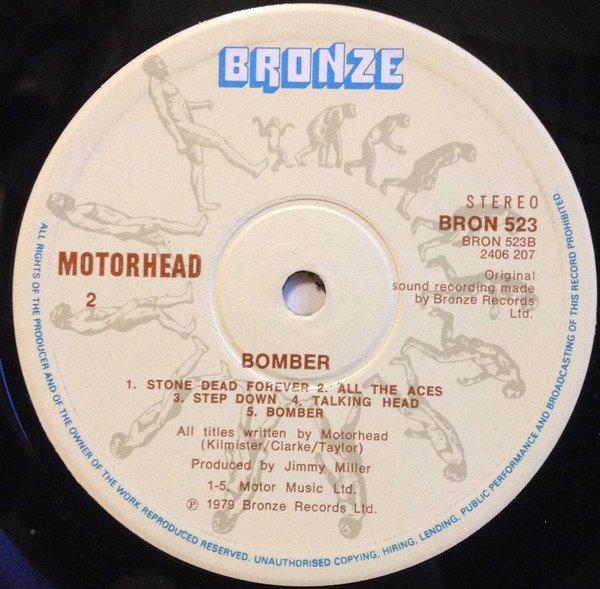 BRONZE
STEREO
BRON 523
BRON 523B
2406 207
MOTORHEAD
2
Original
sound recording made
by Bronze Records
Ltd.
BOMBER
1. STONE DEAD FOREVER 2. ALL THE ACES
3. STEP DOWN 4. TALKING HEAD
5. BOMBER
All titles written by Motorhead
(Kilmister/Clarke/Taylor)
Produced by Jimmy Miller
1-5. Motor Music Ltd.
℗ 1979 Bronze Records Ltd.
ALL RIGHTS OF THE PRODUCER AND OF THE OWNER OF THE WORK REPRODUCED RESERVED. UNAUTHORISED COPYING, HIRING, LENDING, PUBLIC PERFORMANCE AND BROADCASTING OF THIS RECORD PROHIBITED